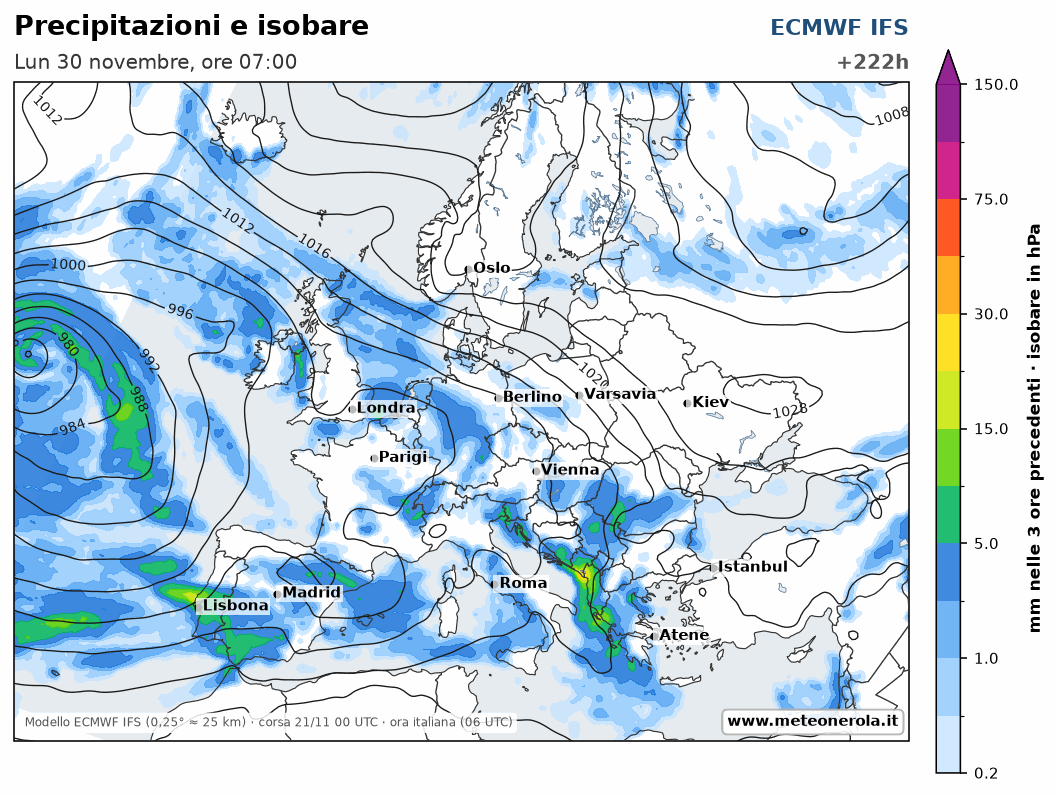 Precipitazioni e isobare
ECMWF IFS
Lun 30 novembre, ore 07:00
+222h
1012
1008
1012
1016
1000
996
980
992
988
984
1020
1028
Oslo
Berlino
Varsavia
Kiev
Londra
Parigi
Vienna
Istanbul
Roma
Madrid
Lisbona
Atene
Modello ECMWF IFS (0,25° ≈ 25 km) · corsa 21/11 00 UTC · ora italiana (06 UTC)
www.meteonerola.it
150.0
75.0
30.0
15.0
5.0
1.0
0.2
mm nelle 3 ore precedenti · isobare in hPa